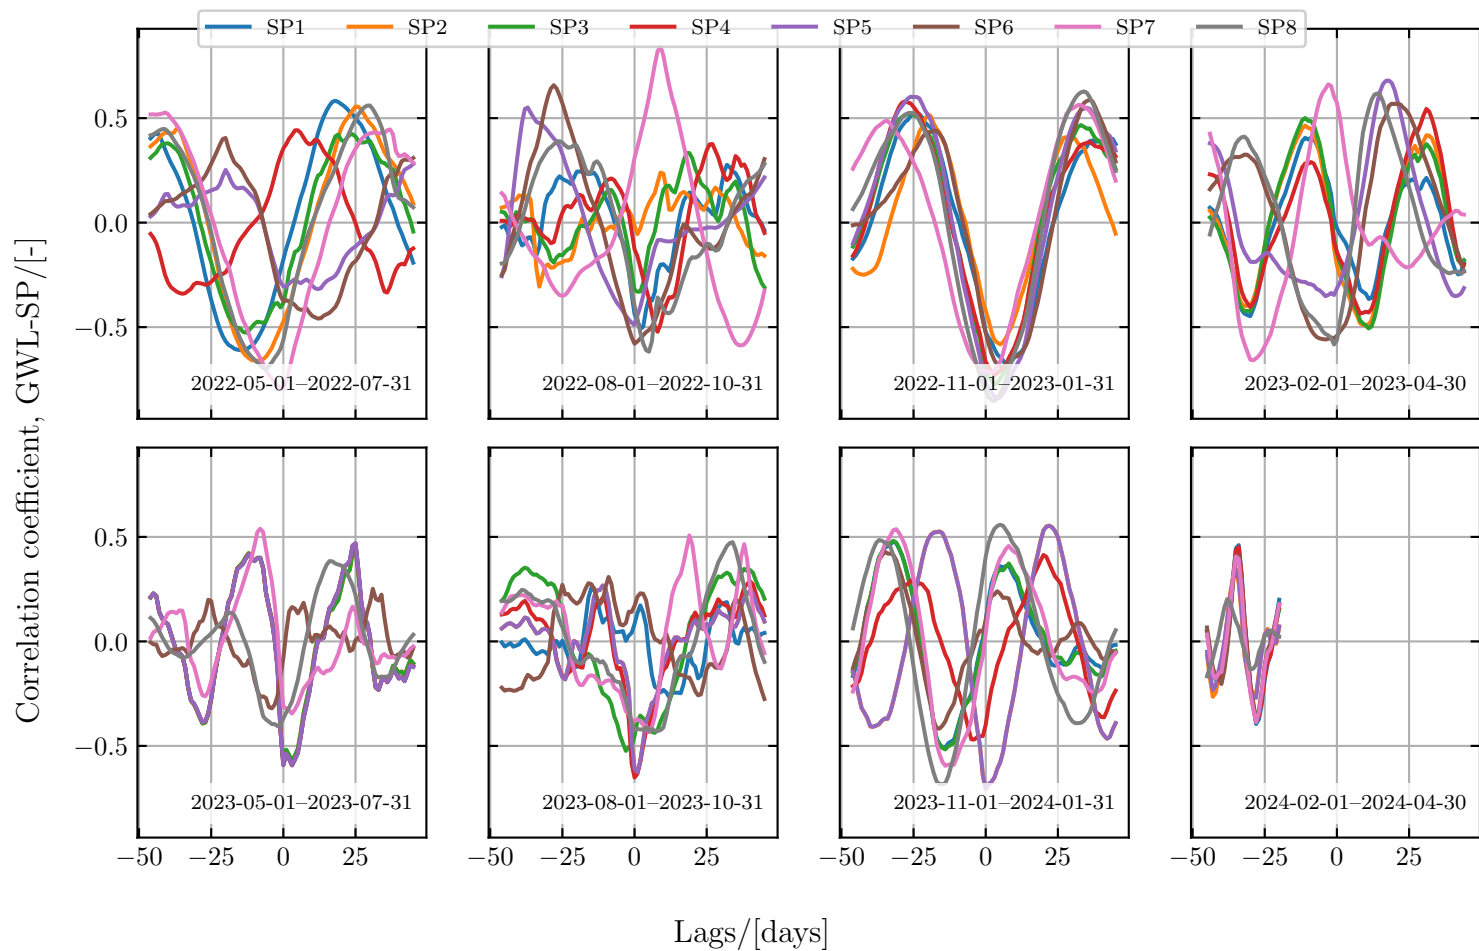 SP1 SP2 SP3 SP4 SP5 SP6 SP7 SP8
Correlation coefficient, GWL-SP/[-]
0.5
0.0
−0.5
2022-05-01–2022-07-31
2022-08-01–2022-10-31
2022-11-01–2023-01-31
2023-02-01–2023-04-30
0.5
0.0
−0.5
2023-05-01–2023-07-31
2023-08-01–2023-10-31
2023-11-01–2024-01-31
2024-02-01–2024-04-30
−50 −25 0 25
−50 −25 0 25
−50 −25 0 25
−50 −25 0 25
Lags/[days]